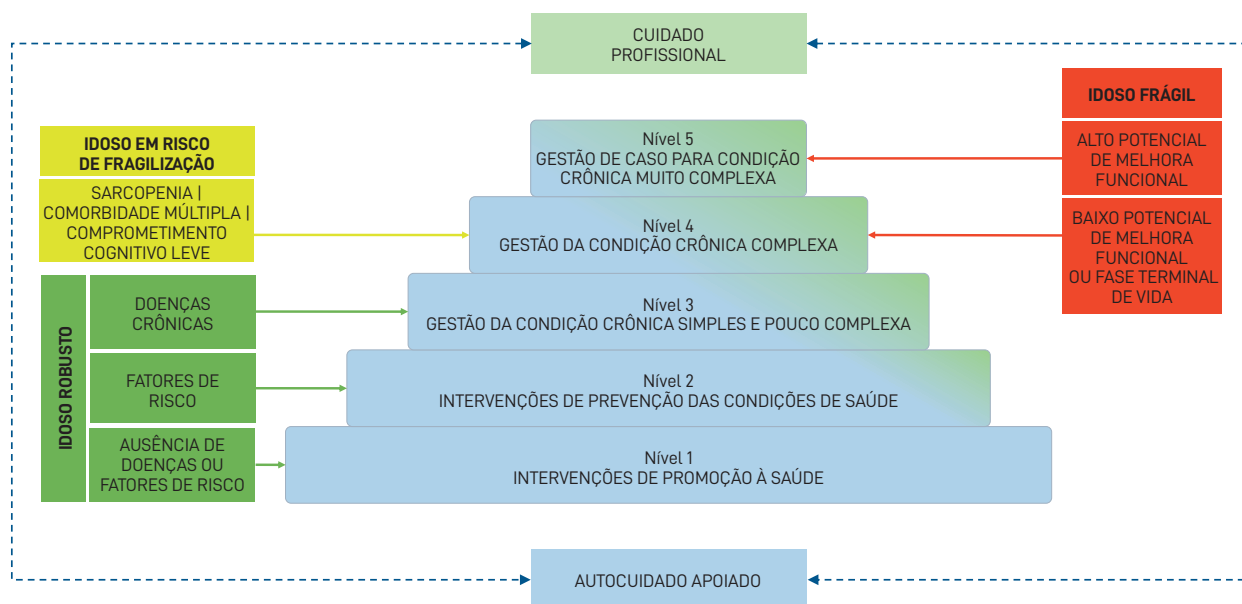 CUIDADO
PROFISSIONAL
IDOSO EM RISCO
DE FRAGILIZAÇÃO
SARCOPENIA |
COMORBIDADE MÚLTIPLA |
COMPROMETIMENTO
COGNITIVO LEVE
IDOSO ROBUSTO
DOENÇAS
CRÔNICAS
FATORES DE
RISCO
AUSÊNCIA DE
DOENÇAS OU
FATORES DE RISCO
Nível 5
GESTÃO DE CASO PARA CONDIÇÃO
CRÔNICA MUITO COMPLEXA
Nível 4
GESTÃO DA CONDIÇÃO CRÔNICA COMPLEXA
Nível 3
GESTÃO DA CONDIÇÃO CRÔNICA SIMPLES E POUCO COMPLEXA
Nível 2
INTERVENÇÕES DE PREVENÇÃO DAS CONDIÇÕES DE SAÚDE
Nível 1
INTERVENÇÕES DE PROMOÇÃO À SAÚDE
IDOSO FRÁGIL
ALTO POTENCIAL
DE MELHORA
FUNCIONAL
BAIXO POTENCIAL
DE MELHORA
FUNCIONAL
OU FASE TERMINAL
DE VIDA
AUTOCUIDADO APOIADO